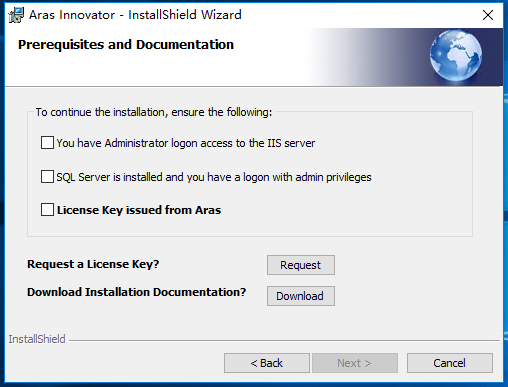 Aras Innovator - InstallShield Wizard
Prerequisites and Documentation
To continue the installation, ensure the following:
You have Administrator logon access to the IIS server
SQL Server is installed and you have a logon with admin privileges
License Key issued from Aras
Request a License Key?
Request
Download Installation Documentation?
Download
InstallShield
< Back
Next >
Cancel